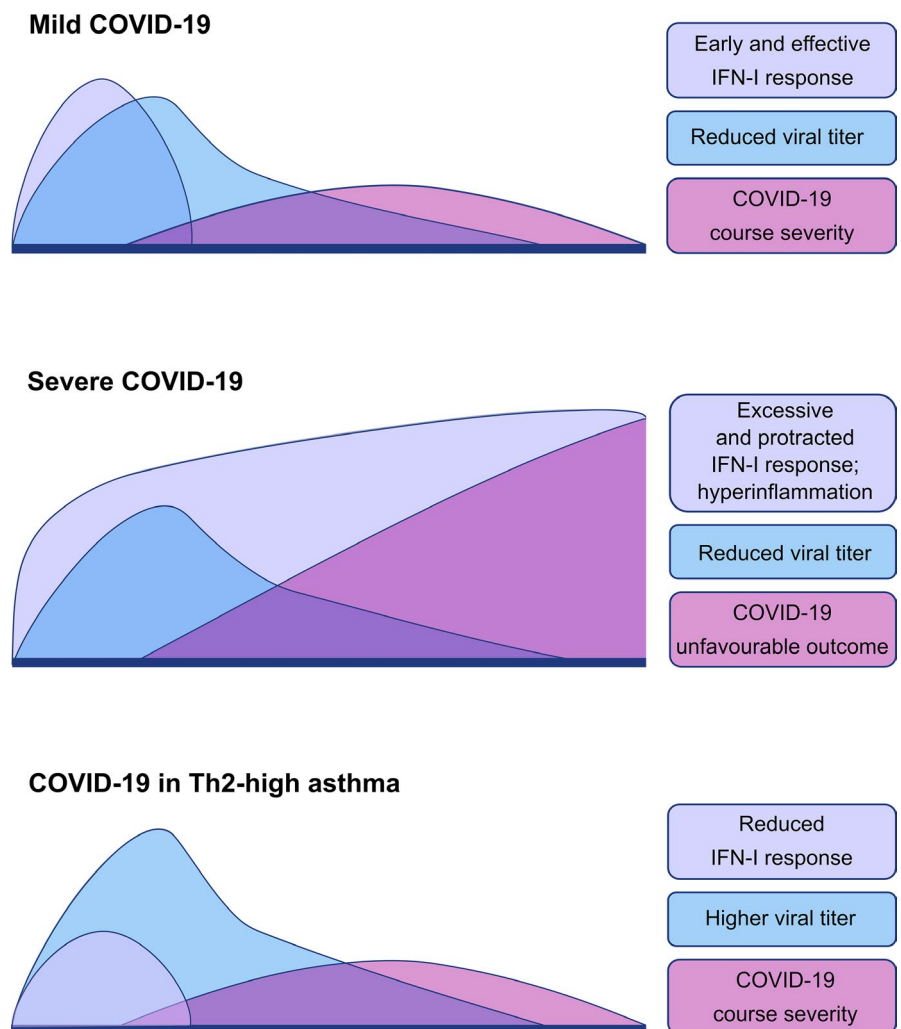 Mild COVID-19
Early and effective
IFN-I response
Reduced viral titer
COVID-19
course severity
Severe COVID-19
Excessive
and protracted
IFN-I response;
hyperinflammation
Reduced viral titer
COVID-19
unfavourable outcome
COVID-19 in Th2-high asthma
Reduced
IFN-I response
Higher viral titer
COVID-19
course severity